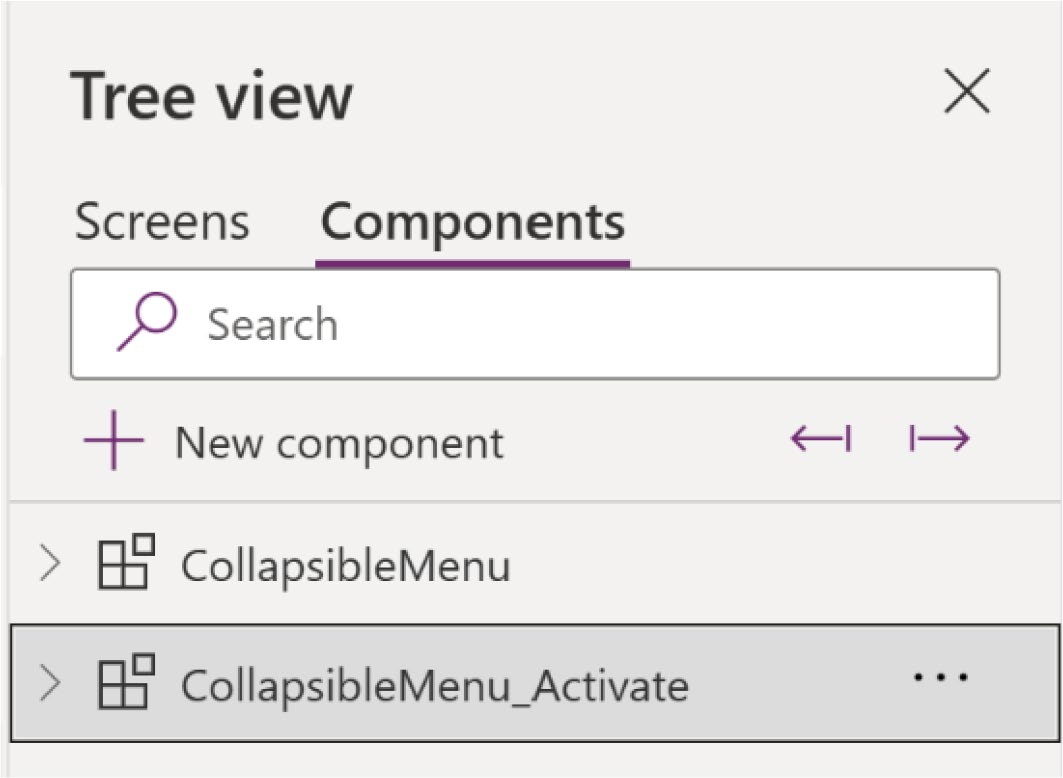 Tree view
Screens Components
Search
New component
CollapsibleMenu
CollapsibleMenu_Activate